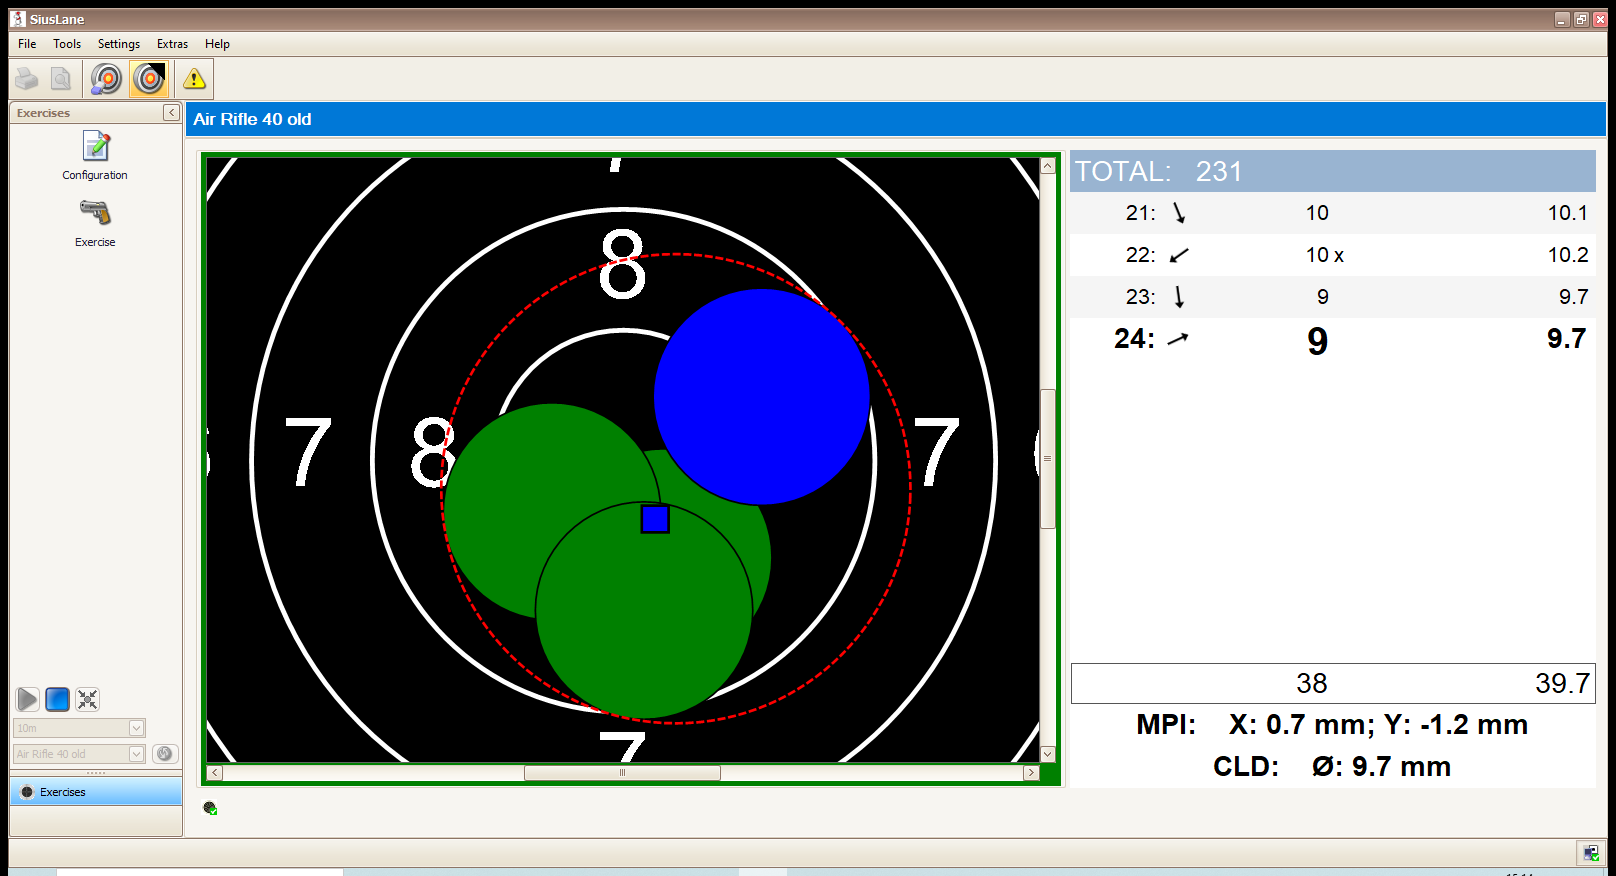 SiusLane
File Tools Settings Extras Help
Exercises
Configuration
Exercise
10m
Air Rifle 40 old
Exercises
Air Rifle 40 old
8
7 8 7
7
TOTAL: 231
21: 10 10.1
22: 10 x 10.2
23: 9 9.7
24: 9 9.7
38 39.7
MPI: X: 0.7 mm; Y: -1.2 mm
CLD: Ø: 9.7 mm